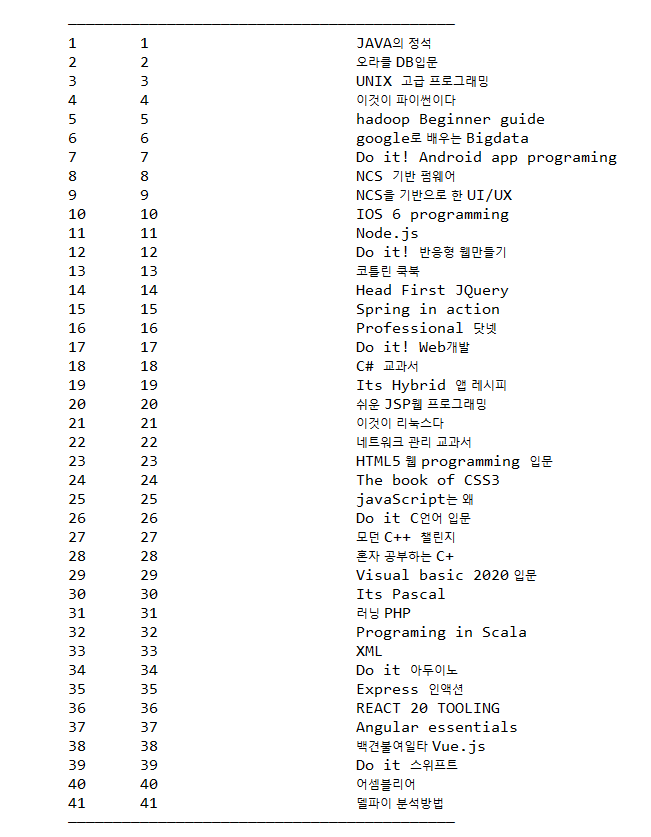 1 1 JAVA의 정석
2 2 오라클 DB입문
3 3 UNIX 고급 프로그래밍
4 4 이것이 파이썬이다
5 5 hadoop Beginner guide
6 6 google로 배우는 Bigdata
7 7 Do it! Android app programing
8 8 NCS 기반 펌웨어
9 9 NCS을 기반으로 한 UI/UX
10 10 IOS 6 programming
11 11 Node.js
12 12 Do it! 반응형 웹만들기
13 13 코틀린 쿡북
14 14 Head First JQuery
15 15 Spring in action
16 16 Professional 닷넷
17 17 Do it! Web개발
18 18 C# 교과서
19 19 Its Hybrid 앱 레시피
20 20 쉬운 JSP웹 프로그래밍
21 21 이것이 리눅스다
22 22 네트워크 관리 교과서
23 23 HTML5 웹 programming 입문
24 24 The book of CSS3
25 25 javaScript는 왜
26 26 Do it C언어 입문
27 27 모던 C++ 챌린지
28 28 혼자 공부하는 C+
29 29 Visual basic 2020 입문
30 30 Its Pascal
31 31 러닝 PHP
32 32 Programing in Scala
33 33 XML
34 34 Do it 아두이노
35 35 Express 인액션
36 36 REACT 20 TOOLING
37 37 Angular essentials
38 38 백견불여일타 Vue.js
39 39 Do it 스위프트
40 40 어셈블리어
41 41 델파이 분석방법